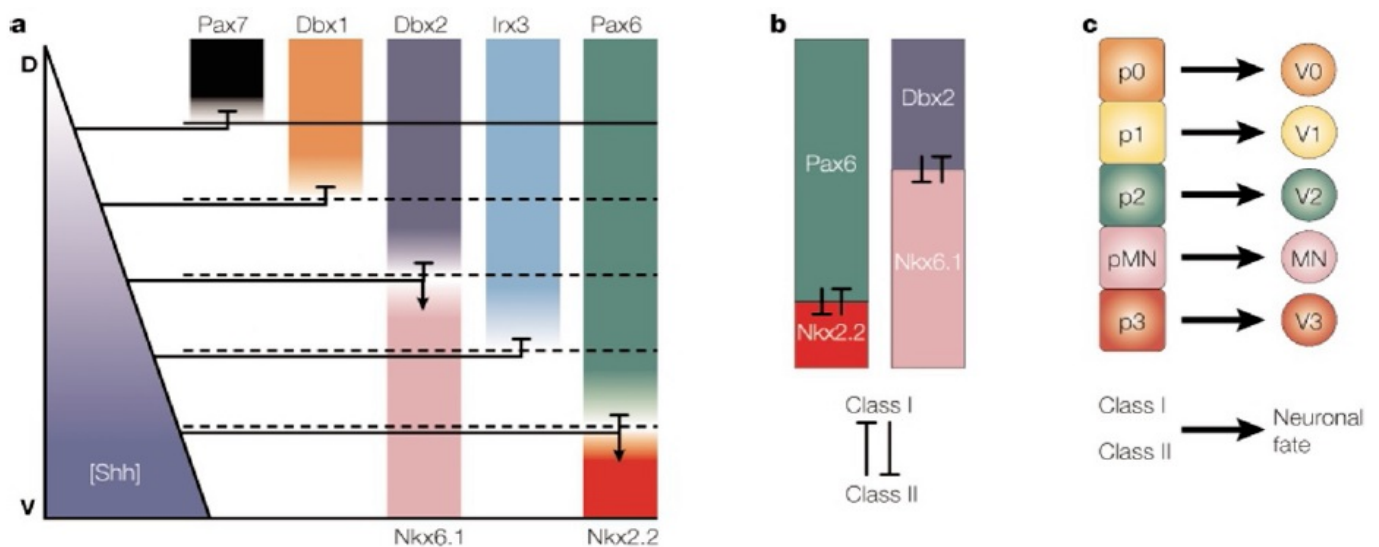 a
Pax7 Dbx1 Dbx2 Irx3 Pax6
D
[Shh]
V
Nkx6.1 Nkx2.2
b
Pax6
Dbx2
Nkx6.1
Nkx2.2
Class I
Class II
c
p0 V0
p1 V1
p2 V2
pMN MN
p3 V3
Class I
Class II
Neuronal
fate